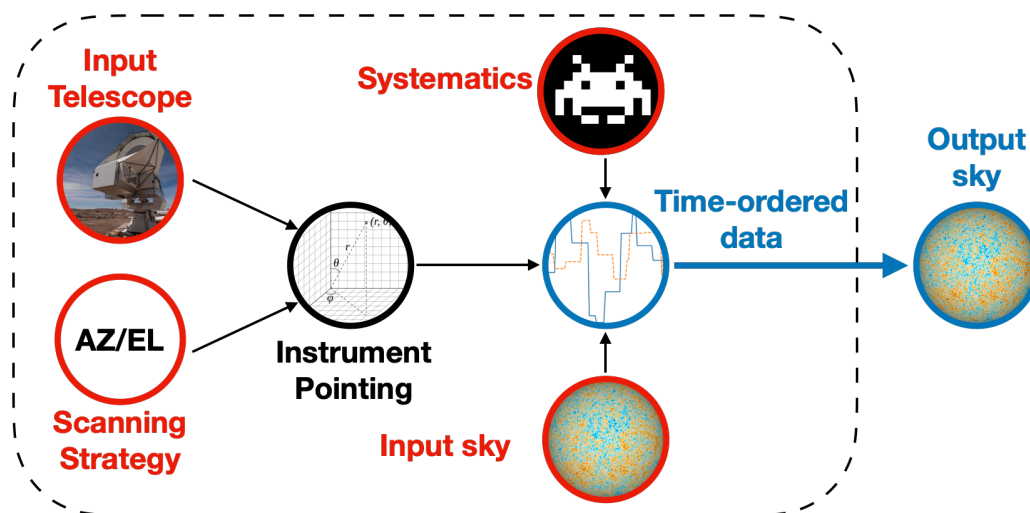 Input
Telescope
Systematics
Output
sky
Time-ordered
data
r
θ
φ
AZ/EL
Instrument
Pointing
Scanning
Strategy
Input sky